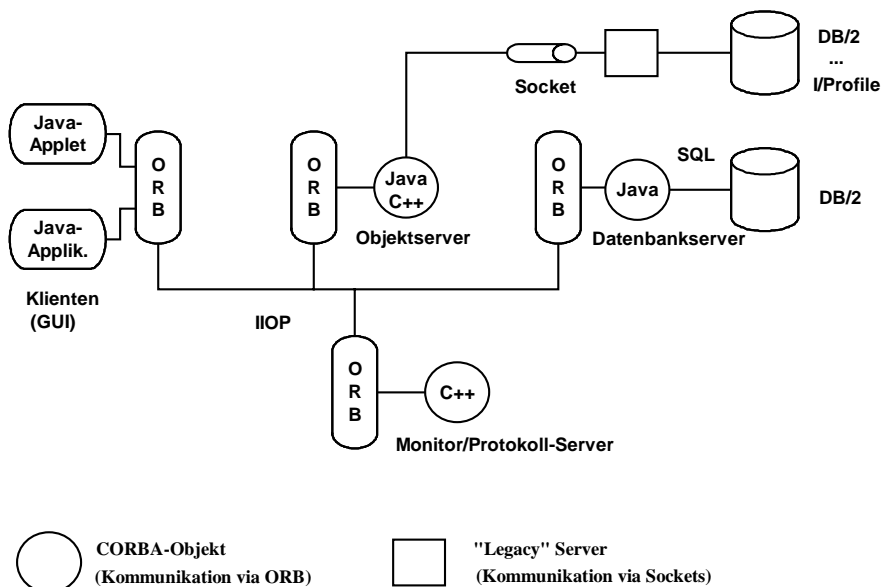 DB/2
...
I/Profile
Socket
Java-
Applet
O
R
B
O
R
B
Java
C++
O
R
B
Java
SQL
DB/2
Java-
Applik.
Objektserver
Datenbankserver
Klienten
(GUI)
IIOP
O
R
B
C++
Monitor/Protokoll-Server
CORBA-Objekt
(Kommunikation via ORB)
"Legacy" Server
(Kommunikation via Sockets)